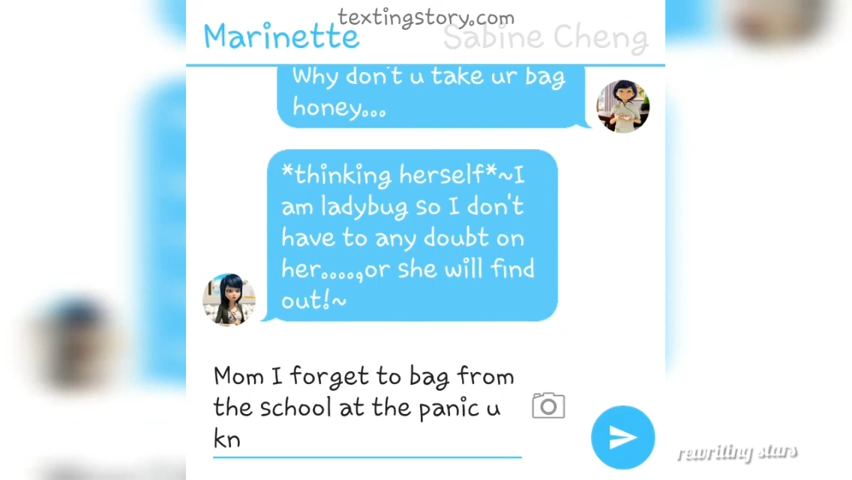 textingstory.com
Marinette
Sabine Cheng
Why don't u take ur bag
honey...
*thinking herself*~I
am ladybug so I don't
have to any doubt on
her....,or she will find
out!~
Mom I forget to bag from
the school at the panic u
kn
rewriting stars